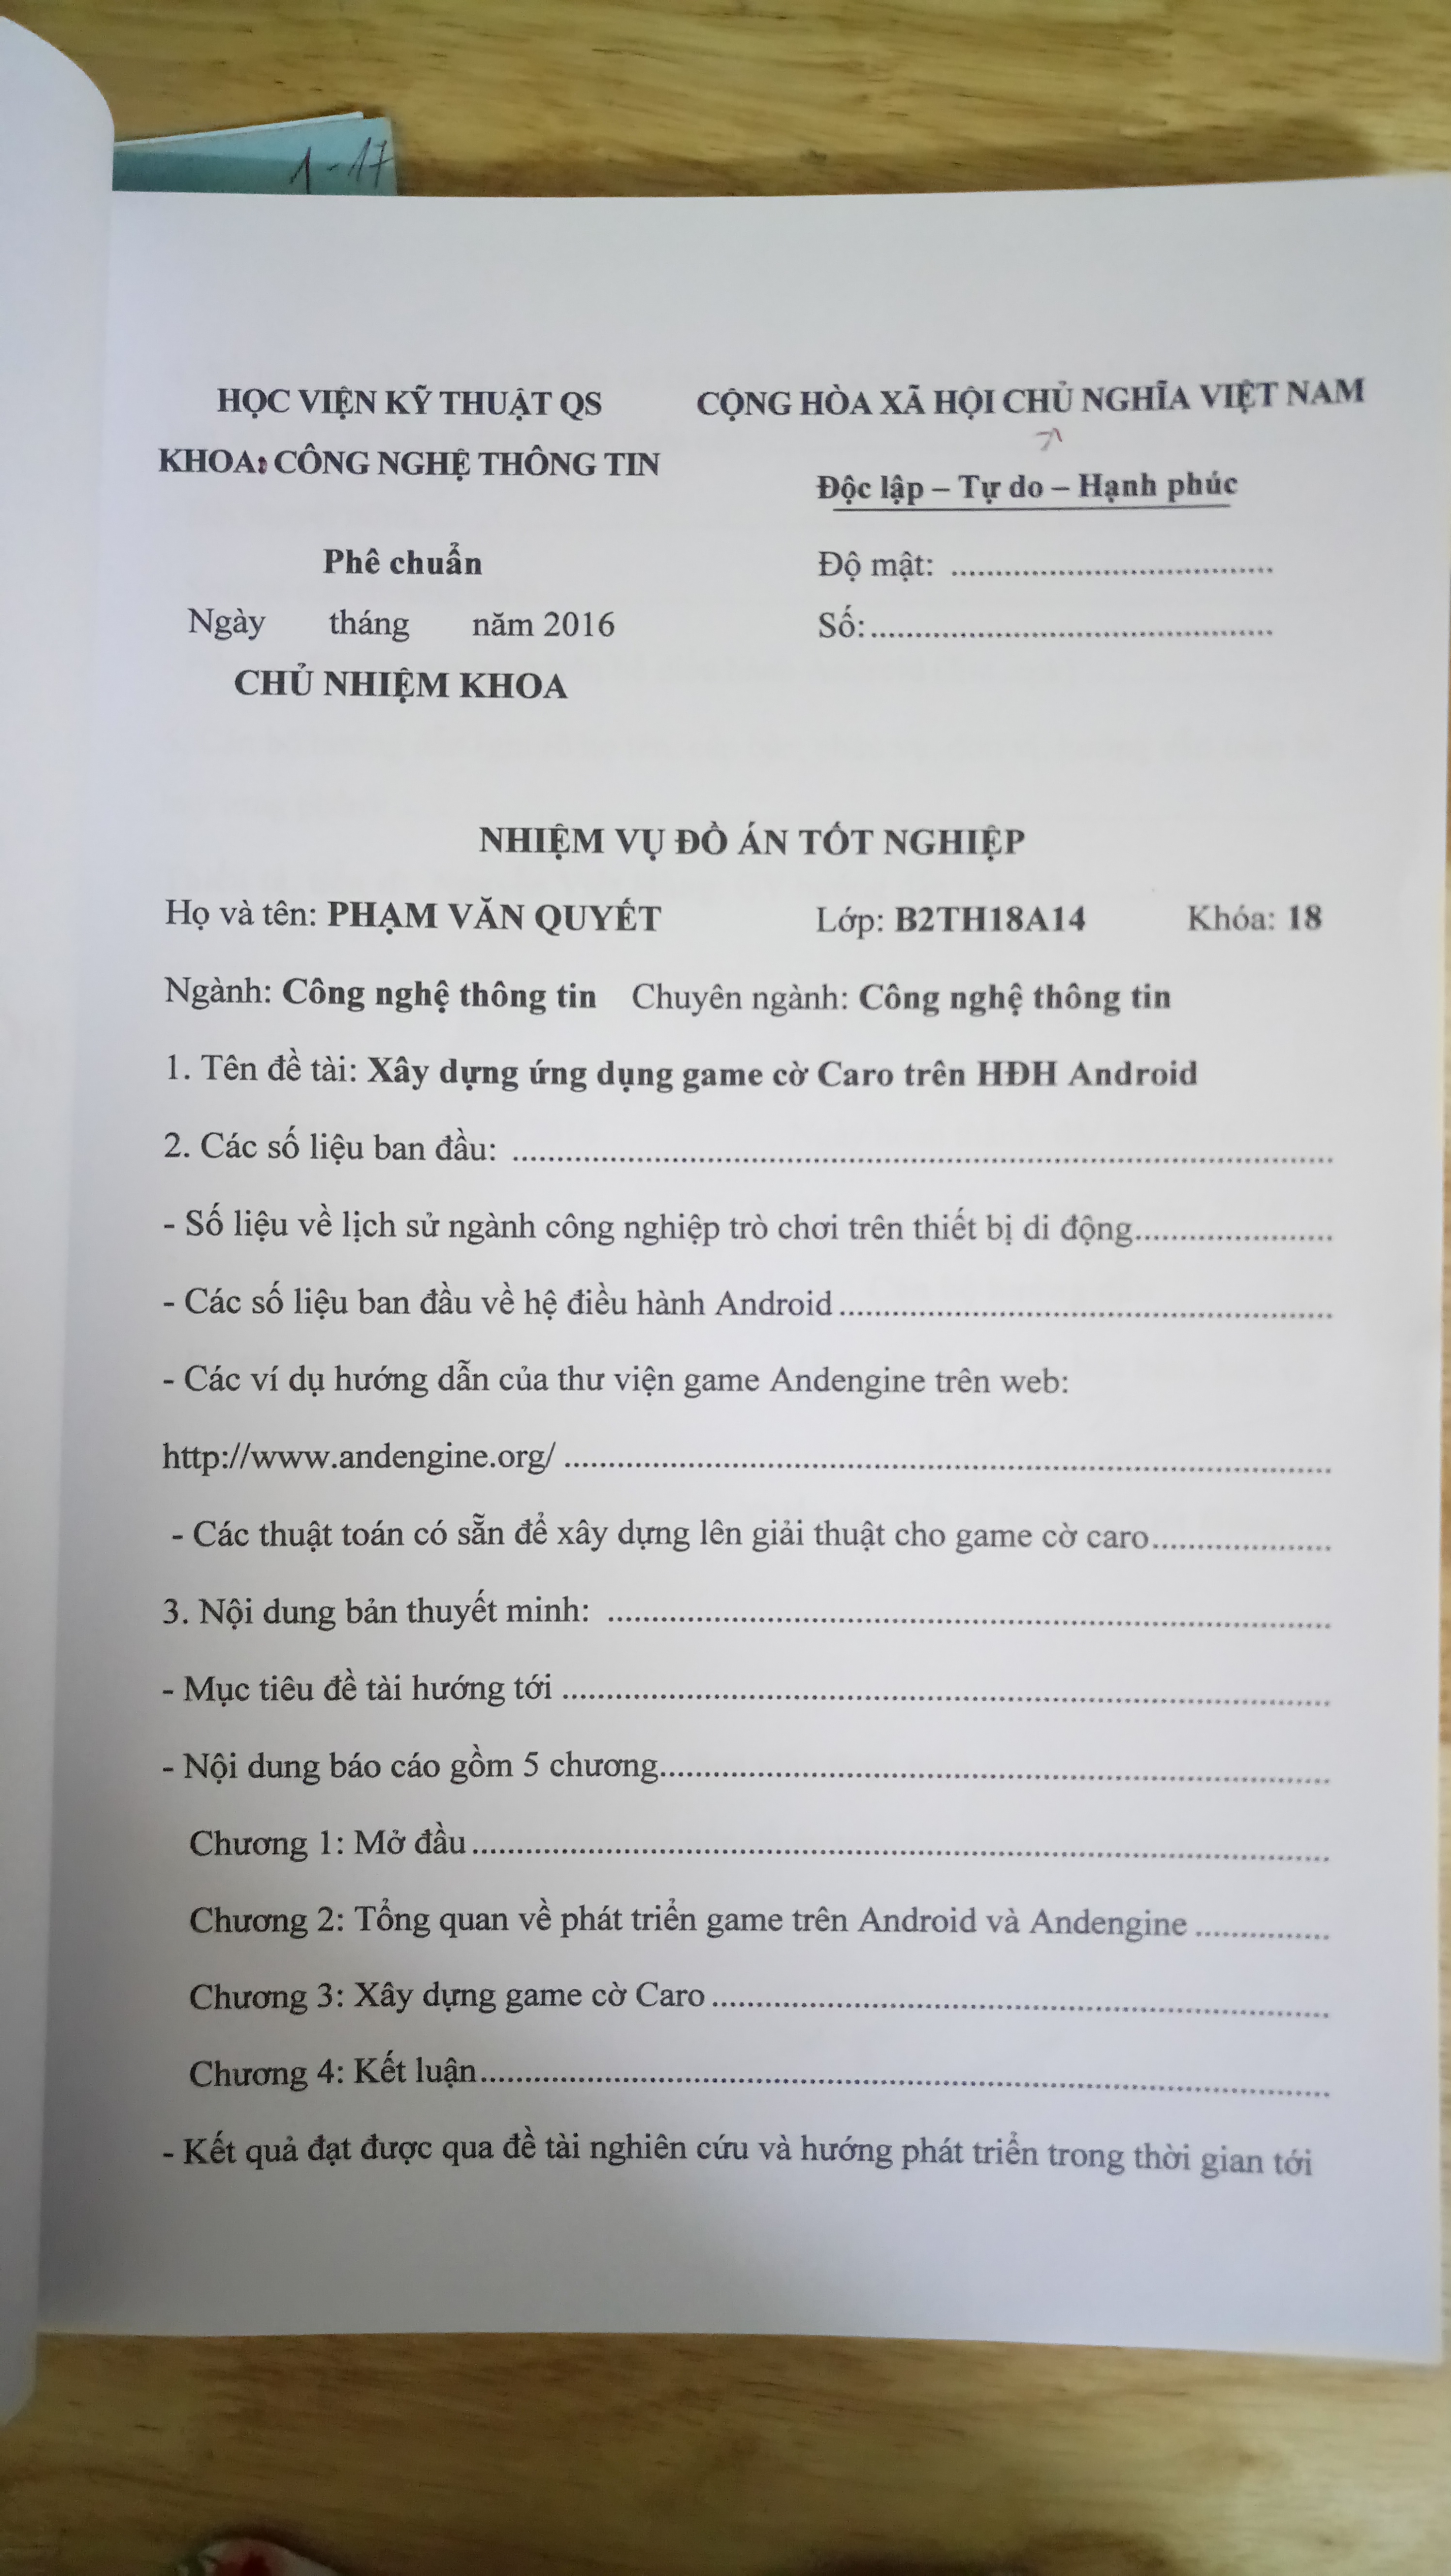 1-17
HỌC VIỆN KỸ THUẬT QS
KHOA: CÔNG NGHỆ THÔNG TIN
CỘNG HÒA XÃ HỘI CHỦ NGHĨA VIỆT NAM
Độc lập – Tự do – Hạnh phúc
Phê chuẩn
Ngày tháng năm 2016
CHỦ NHIỆM KHOA
Độ mật: ....................................
Số:.............................................
NHIỆM VỤ ĐỒ ÁN TỐT NGHIỆP
Họ và tên: PHẠM VĂN QUYẾT Lớp: B2TH18A14 Khóa: 18
Ngành: Công nghệ thông tin Chuyên ngành: Công nghệ thông tin
1. Tên đề tài: Xây dựng ứng dụng game cờ Caro trên HĐH Android
2. Các số liệu ban đầu: ............................................................................................
- Số liệu về lịch sử ngành công nghiệp trò chơi trên thiết bị di động......................
- Các số liệu ban đầu về hệ điều hành Android.......................................................
- Các ví dụ hướng dẫn của thư viện game Andengine trên web:
http://www.andengine.org/ .....................................................................................
- Các thuật toán có sẵn để xây dựng lên giải thuật cho game cờ caro....................
3. Nội dung bản thuyết minh: .................................................................................
- Mục tiêu đề tài hướng tới ......................................................................................
- Nội dung báo cáo gồm 5 chương...........................................................................
Chương 1: Mở đầu................................................................................................
Chương 2: Tổng quan về phát triển game trên Android và Andengine ...............
Chương 3: Xây dựng game cờ Caro.....................................................................
Chương 4: Kết luận...............................................................................................
- Kết quả đạt được qua đề tài nghiên cứu và hướng phát triển trong thời gian tới